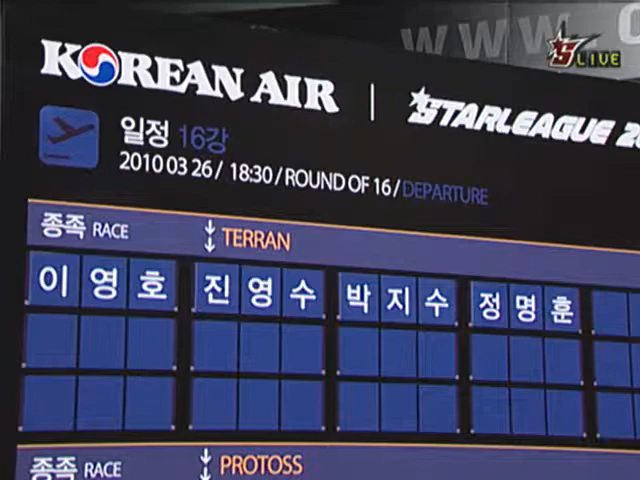 WWW.
LIVE
KOREAN AIR | STARLEAGUE
일정 16강
2010 03 26 / 18:30 / ROUND OF 16 / DEPARTURE
종족 RACE TERRAN
이영호 진영수 박지수 정명훈
종족 RACE PROTOSS